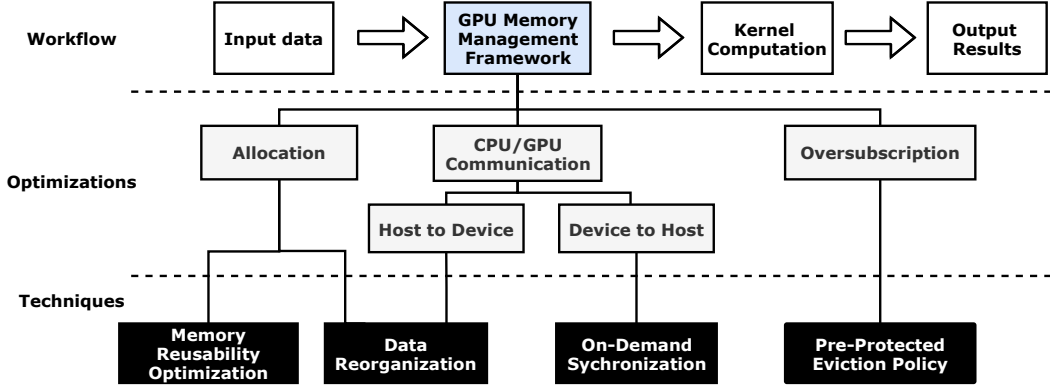 Workflow
Input data
GPU Memory
Management
Framework
Kernel
Computation
Output
Results
Optimizations
Allocation
CPU/GPU
Communication
Oversubscription
Host to Device
Device to Host
Techniques
Memory
Reusability
Optimization
Data
Reorganization
On-Demand
Sychronization
Pre-Protected
Eviction Policy